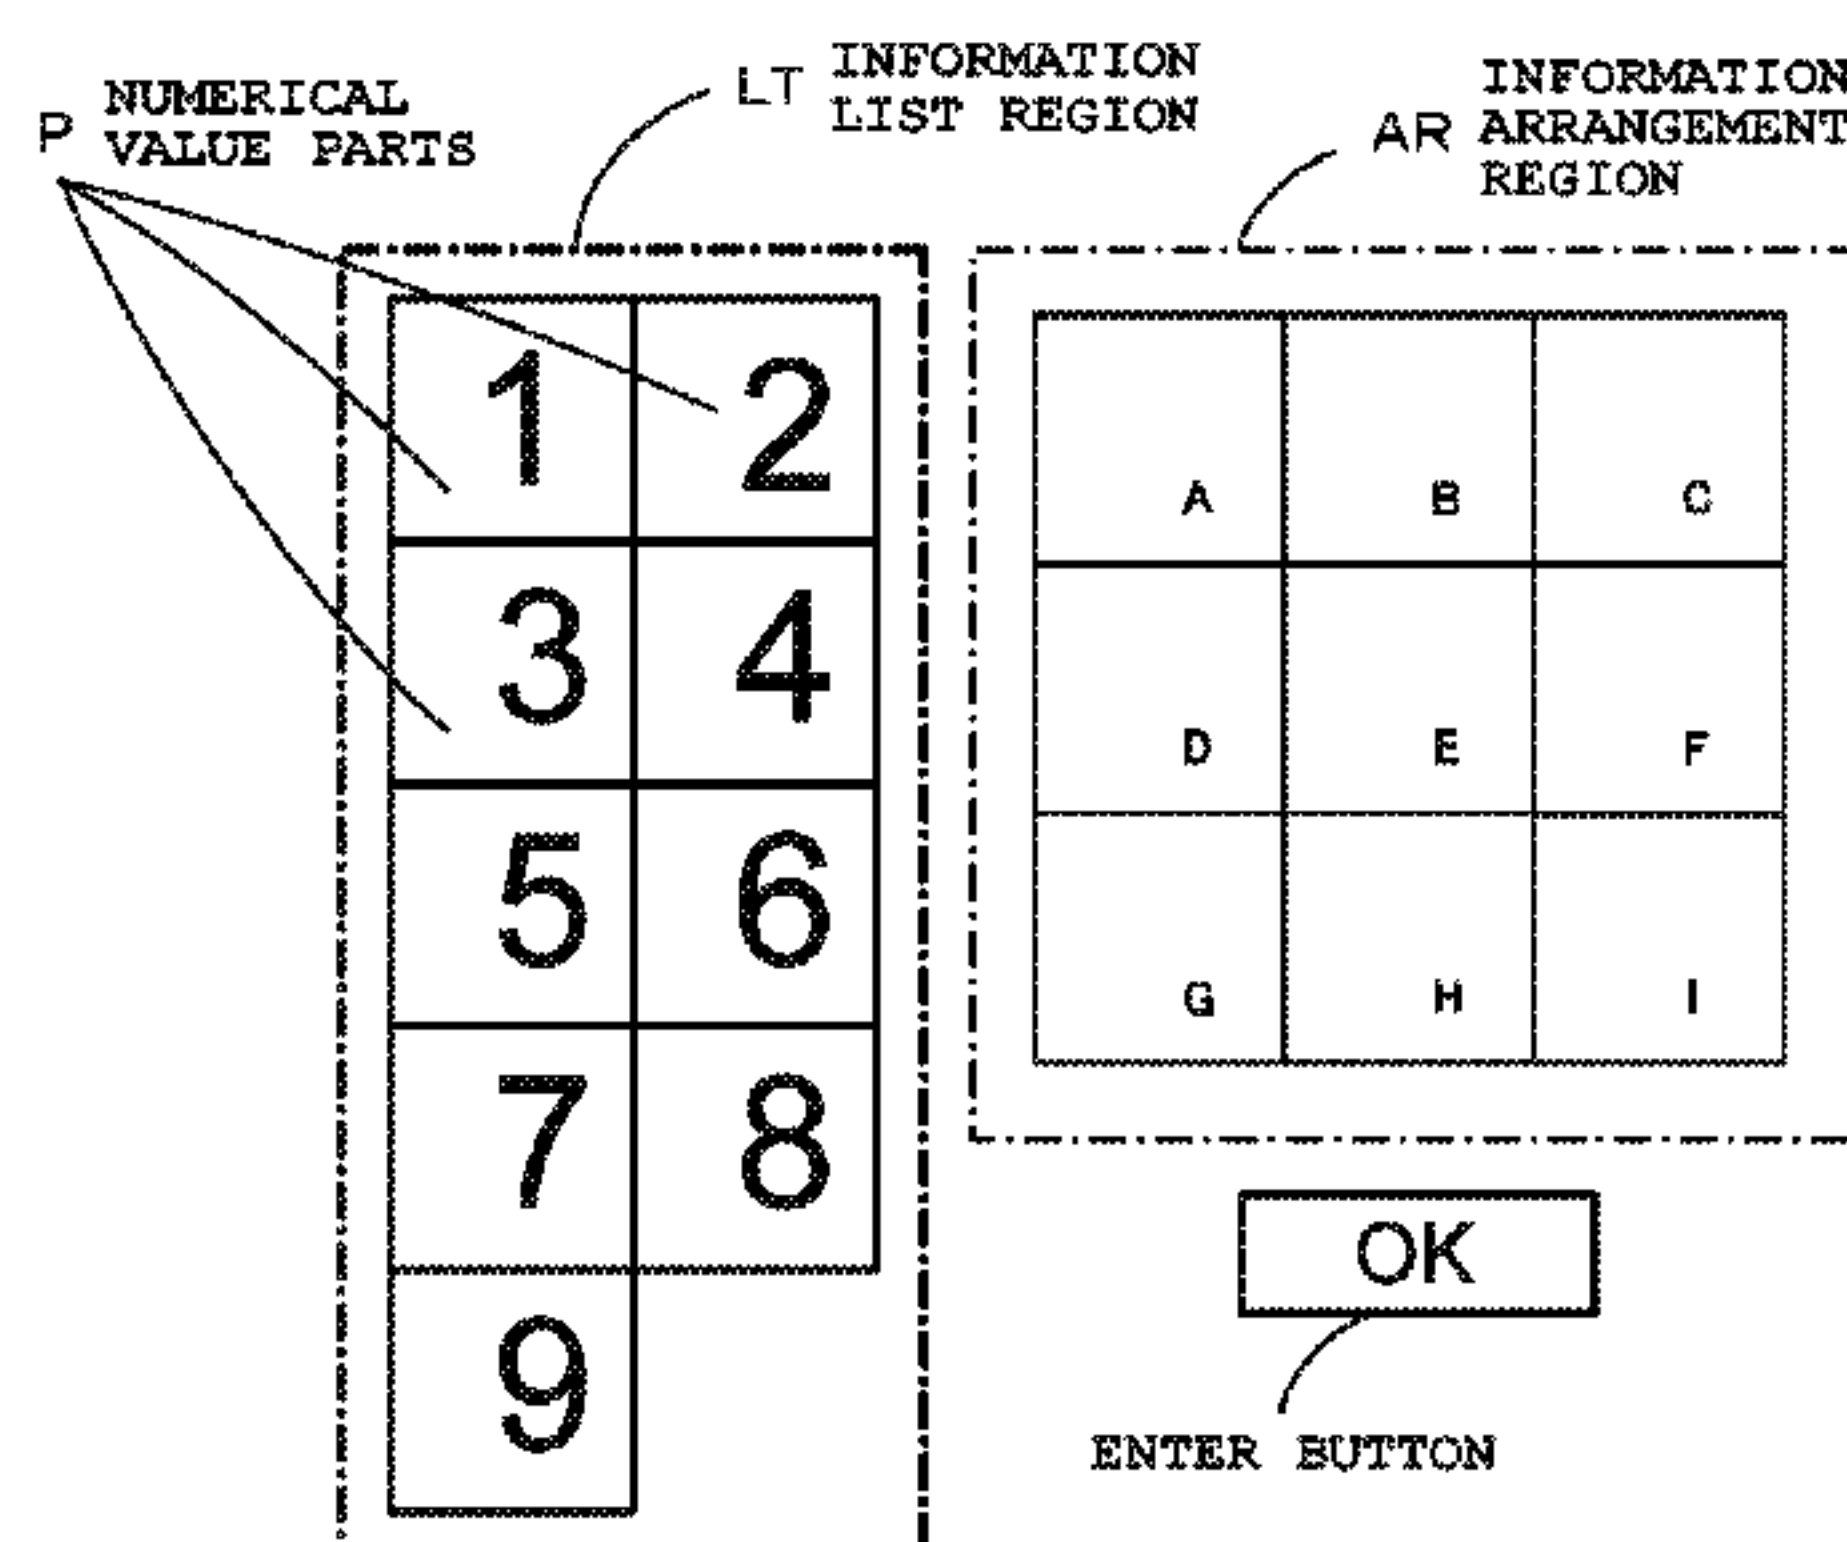 P NUMERICAL
VALUE PARTS
LT INFORMATION
LIST REGION
AR INFORMATION
ARRANGEMENT
REGION
1 2
3 4
5 6
7 8
9
A B C
D E F
G H I
OK
ENTER BUTTON